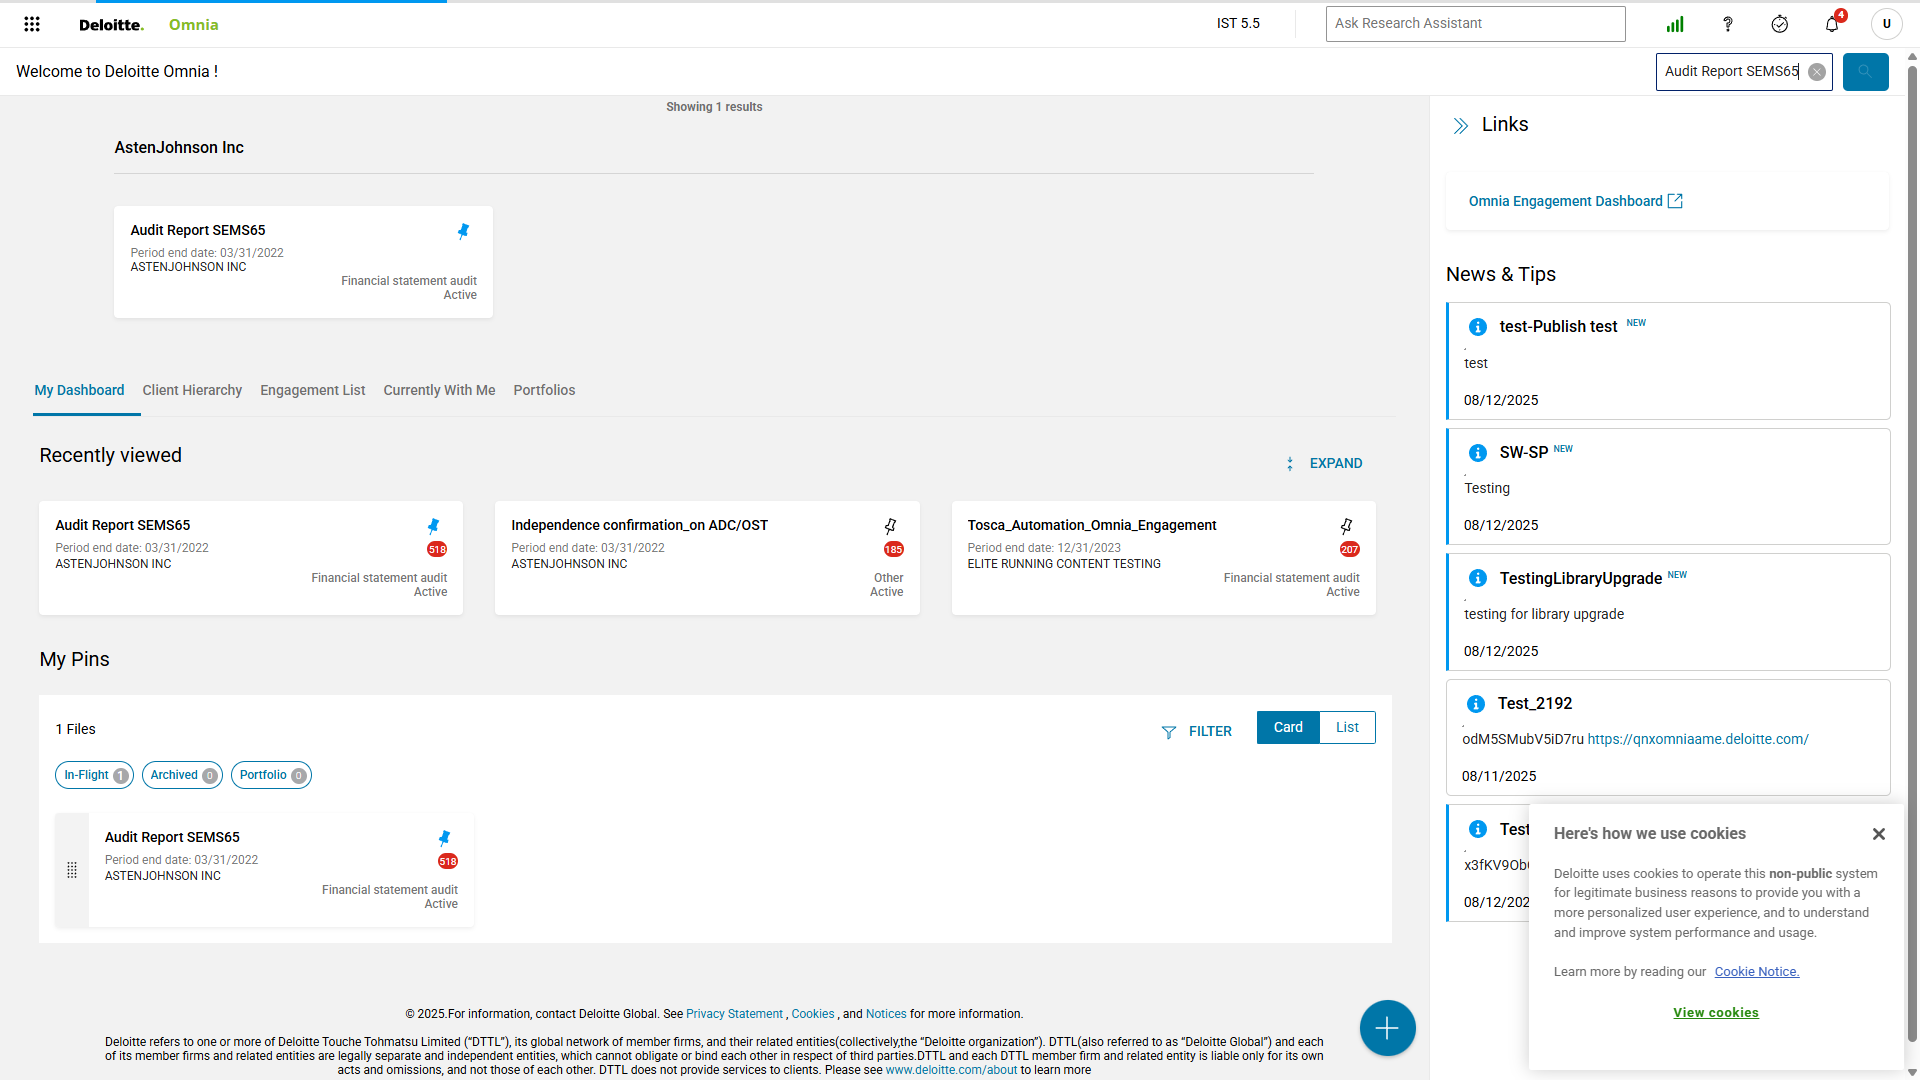 Deloitte. Omnia
IST 5.5
Ask Research Assistant
4
U
Welcome to Deloitte Omnia !
Audit Report SEMS65
Showing 1 results
AstenJohnson Inc
Audit Report SEMS65
Period end date: 03/31/2022
ASTENJOHNSON INC
Financial statement audit
Active
My Dashboard
Client Hierarchy
Engagement List
Currently With Me
Portfolios
Recently viewed
EXPAND
Audit Report SEMS65
Period end date: 03/31/2022
518
ASTENJOHNSON INC
Financial statement audit
Active
Independence confirmation_on ADC/OST
Period end date: 03/31/2022
185
ASTENJOHNSON INC
Other
Active
Tosca_Automation_Omnia_Engagement
Period end date: 12/31/2023
207
ELITE RUNNING CONTENT TESTING
Financial statement audit
Active
My Pins
1 Files
FILTER
Card
List
In-Flight 1
Archived 0
Portfolio 0
Audit Report SEMS65
Period end date: 03/31/2022
518
ASTENJOHNSON INC
Financial statement audit
Active
Links
Omnia Engagement Dashboard
News & Tips
test-Publish test NEW
.
test
08/12/2025
SW-SP NEW
.
Testing
08/12/2025
TestingLibraryUpgrade NEW
.
testing for library upgrade
08/12/2025
Test_2192
.
odM5SMubV5iD7ru https://qnxomniaame.deloitte.com/
08/11/2025
Test
.
x3fKV9Ob
08/12/202
Here's how we use cookies
Deloitte uses cookies to operate this non-public system
for legitimate business reasons to provide you with a
more personalized user experience, and to understand
and improve system performance and usage.
Learn more by reading our Cookie Notice.
View cookies
© 2025.For information, contact Deloitte Global. See Privacy Statement , Cookies , and Notices for more information.
Deloitte refers to one or more of Deloitte Touche Tohmatsu Limited (“DTTL”), its global network of member firms, and their related entities(collectively,the “Deloitte organization”). DTTL(also referred to as “Deloitte Global”) and each
of its member firms and related entities are legally separate and independent entities, which cannot obligate or bind each other in respect of third parties.DTTL and each DTTL member firm and related entity is liable only for its own
acts and omissions, and not those of each other. DTTL does not provide services to clients. Please see www.deloitte.com/about to learn more